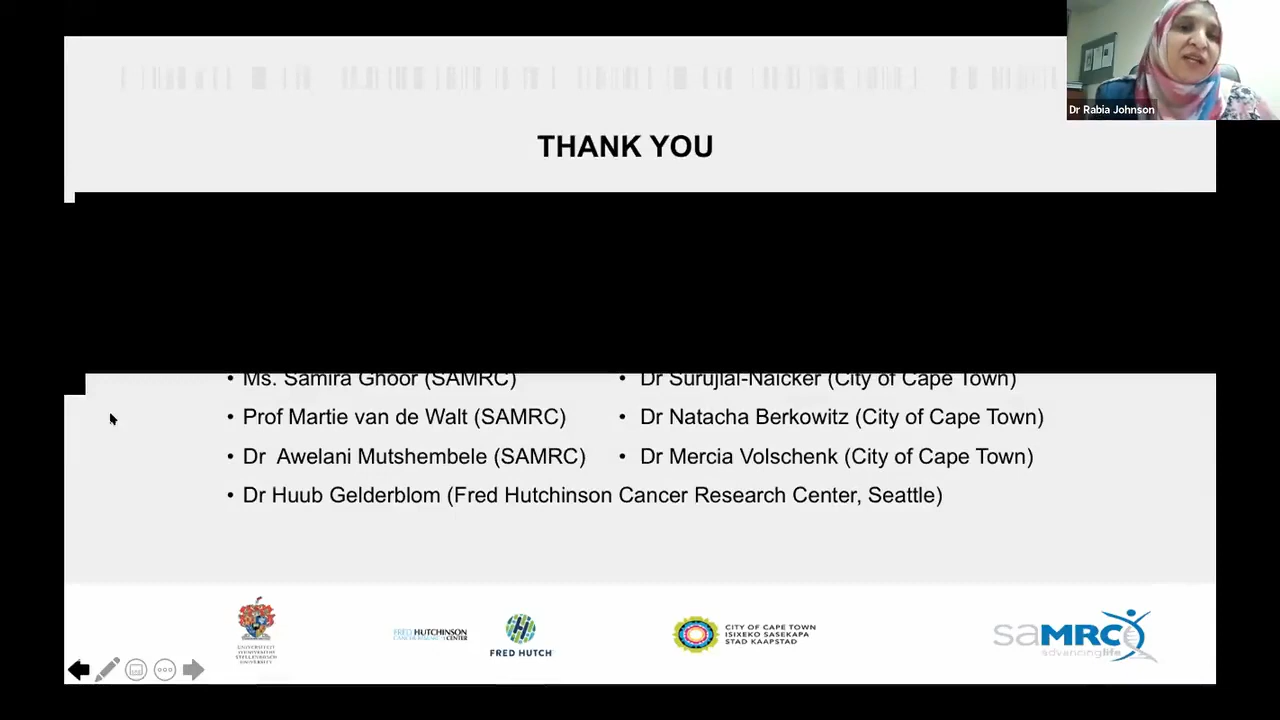 Dr Rabia Johnson
THANK YOU
• Ms. Samira Ghoor (SAMRC)
• Dr Surujlal-Naicker (City of Cape Town)
• Prof Martie van de Walt (SAMRC)
• Dr Natacha Berkowitz (City of Cape Town)
• Dr Awelani Mutshembele (SAMRC)
• Dr Mercia Volschenk (City of Cape Town)
• Dr Huub Gelderblom (Fred Hutchinson Cancer Research Center, Seattle)
FRED HUTCHINSON
FRED HUTCH
CITY OF CAPE TOWN
ISIXEKO SASEKAPA
STAD KAAPSTAD
saMRC
advancinglife